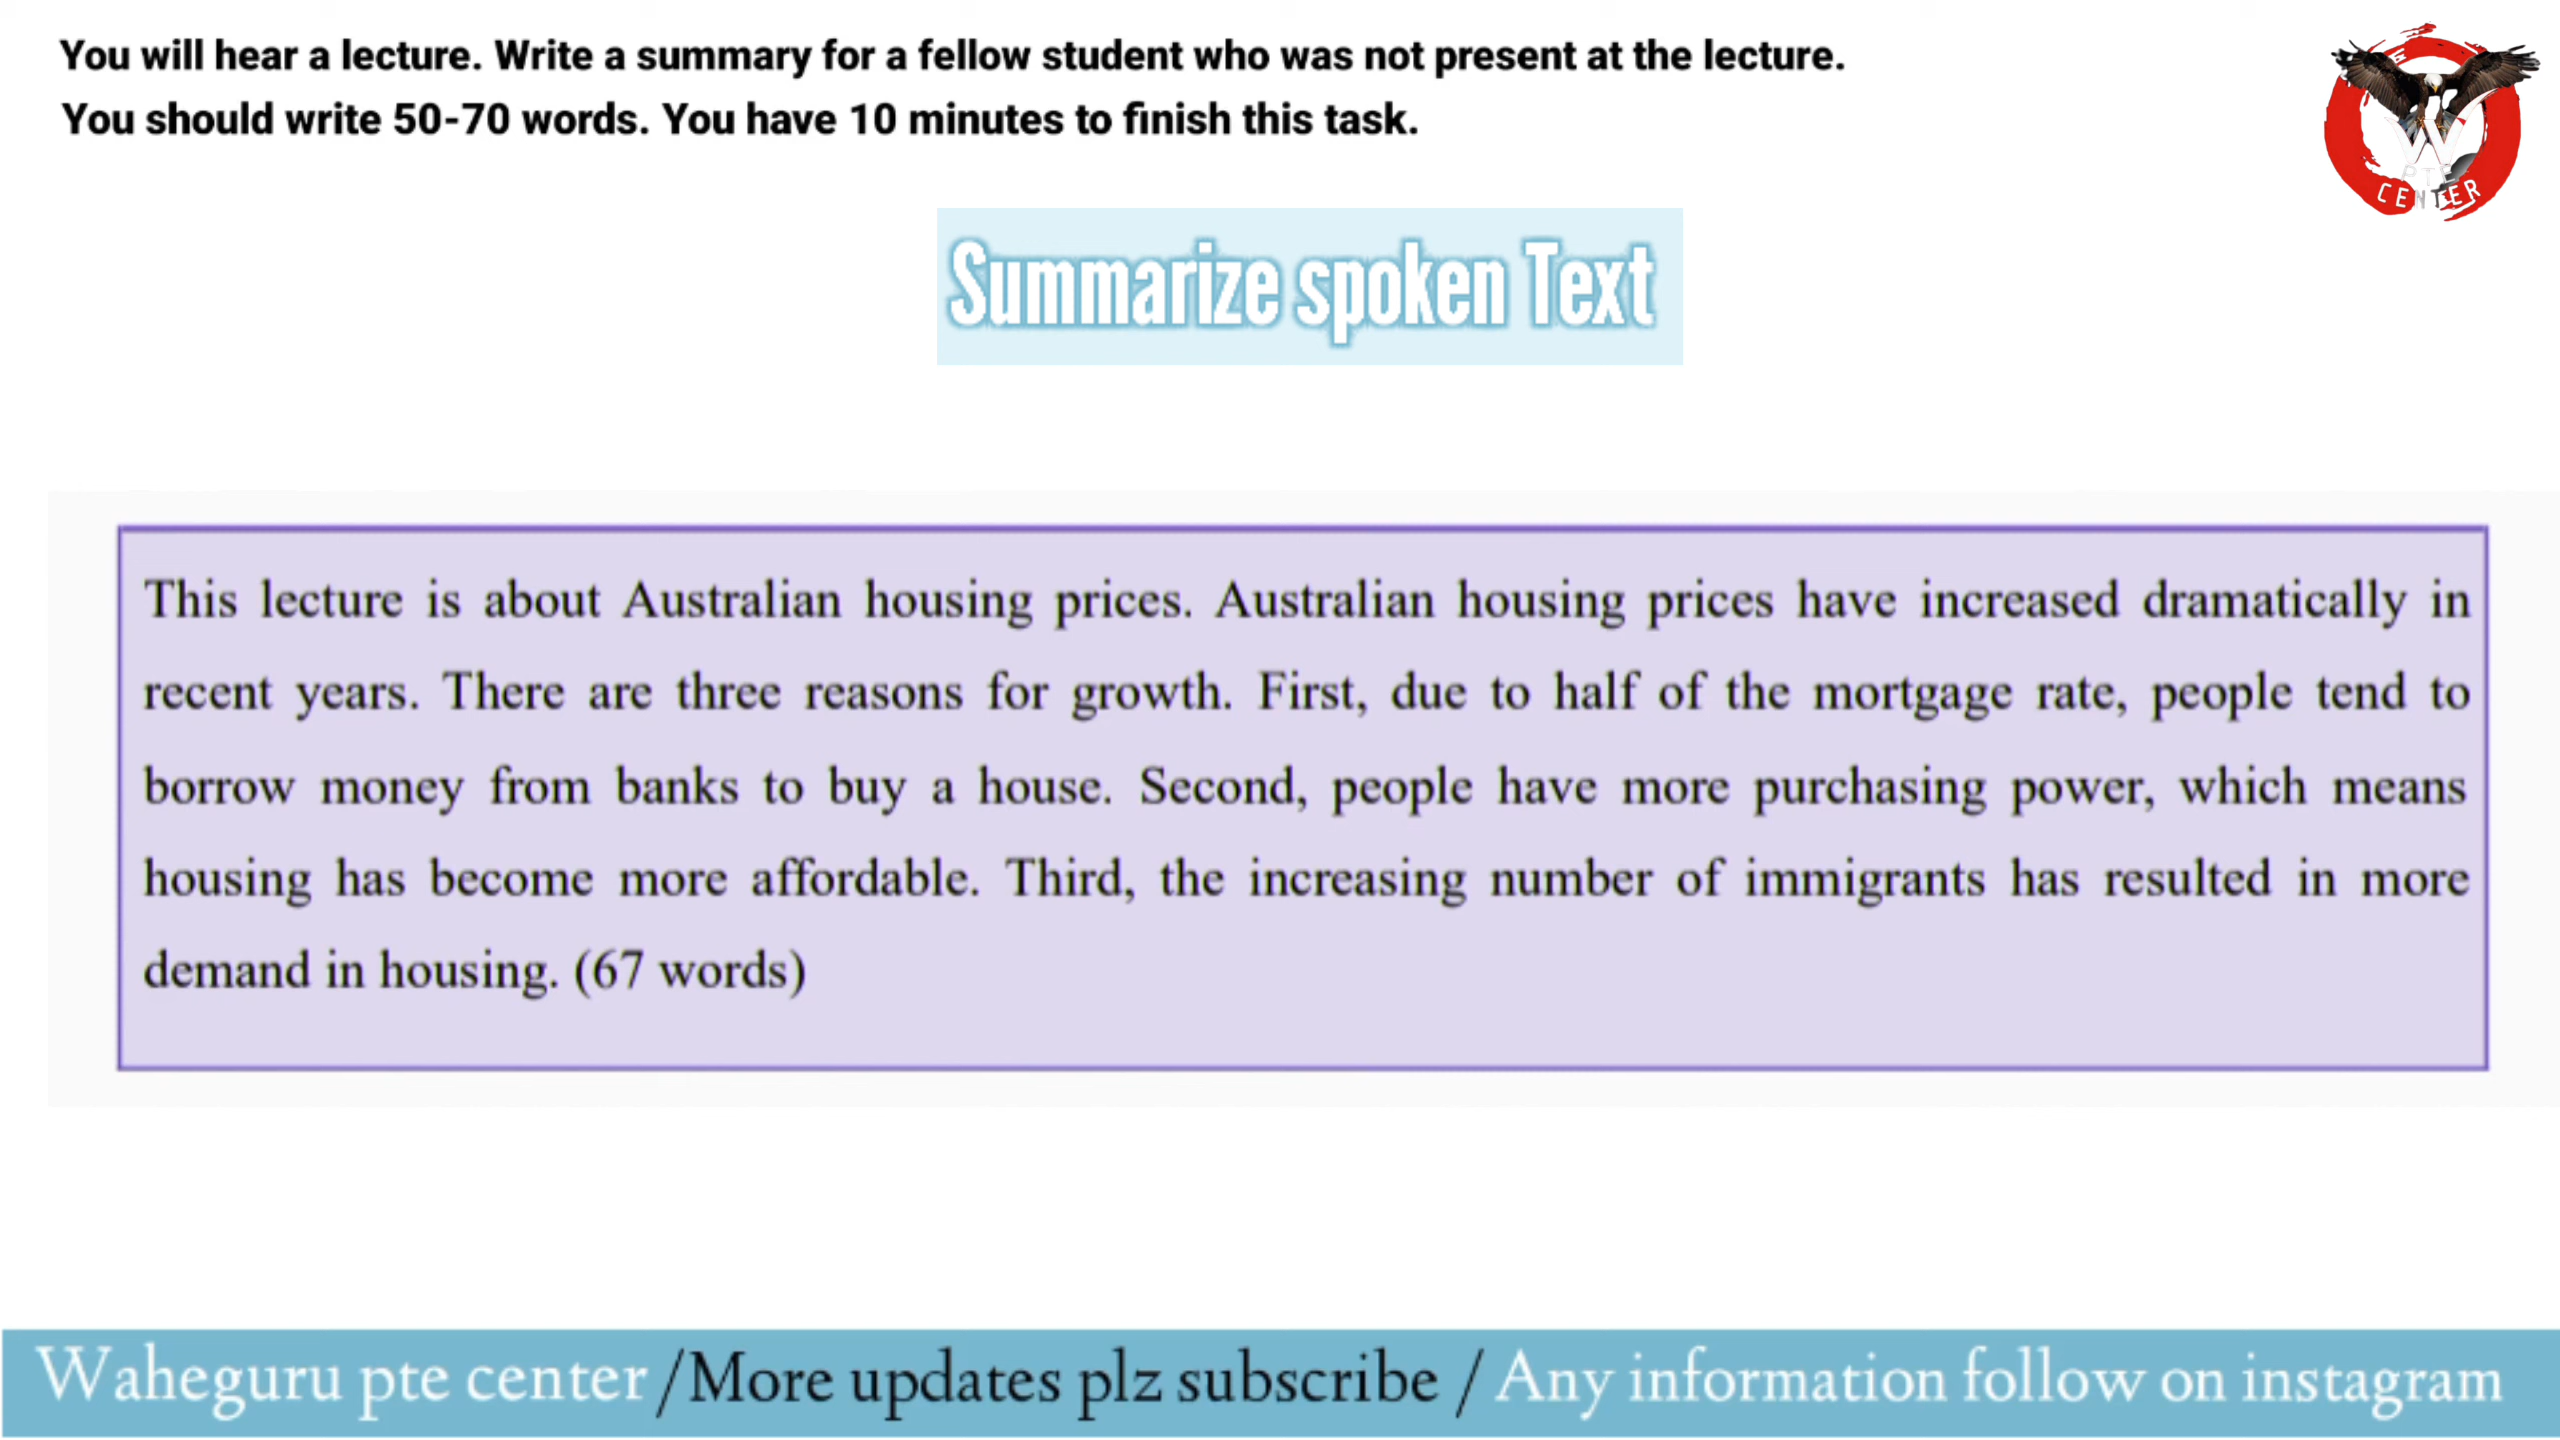 You will hear a lecture. Write a summary for a fellow student who was not present at the lecture.
You should write 50-70 words. You have 10 minutes to finish this task.
W
PTE
CENTER
Summarize spoken Text
This lecture is about Australian housing prices. Australian housing prices have increased dramatically in
recent years. There are three reasons for growth. First, due to half of the mortgage rate, people tend to
borrow money from banks to buy a house. Second, people have more purchasing power, which means
housing has become more affordable. Third, the increasing number of immigrants has resulted in more
demand in housing. (67 words)
Waheguru pte center /More updates plz subscribe / Any information follow on instagram